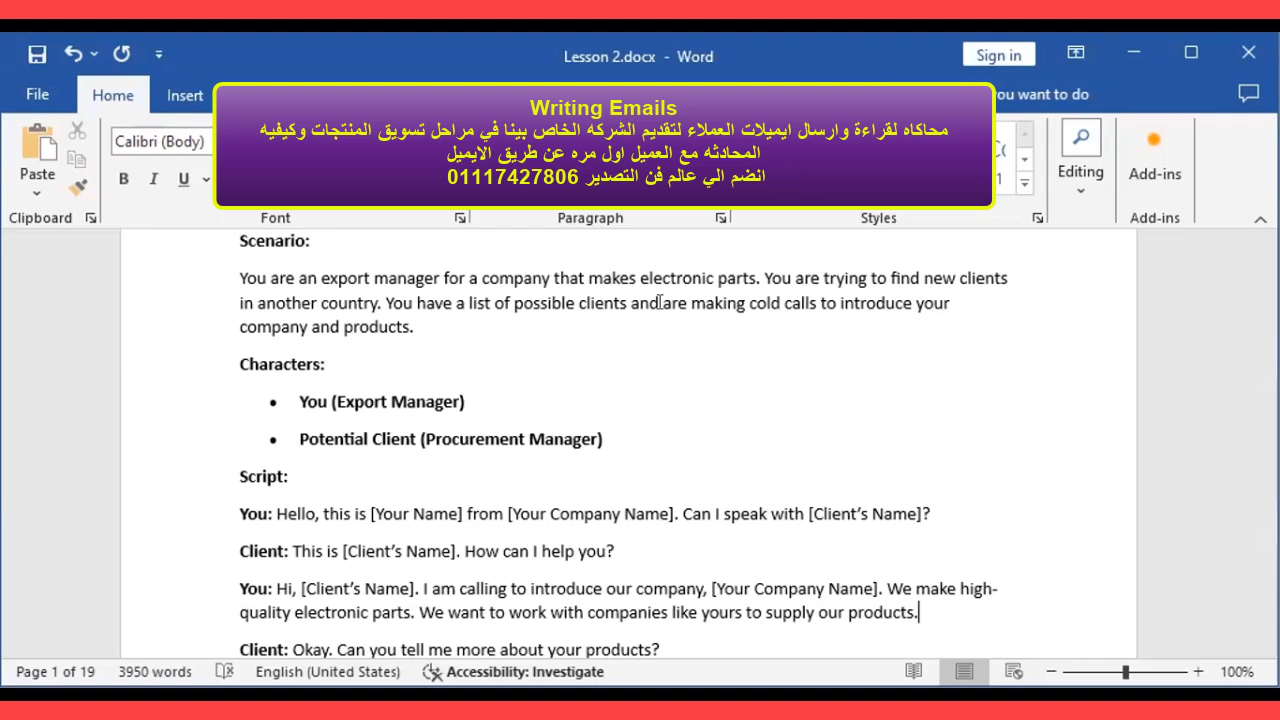 Lesson 2.docx - Word
Sign in
File
Home
Insert
you want to do
Writing Emails
محاكاه لقراءة وارسال ايميلات العملاء لتقديم الشركه الخاص بينا في مراحل تسويق المنتجات وكيفيه
المحادثه مع العميل اول مره عن طريق الايميل
انضم الي عالم فن التصدير 01117427806
Calibri (Body)
Paste
B I U
Editing
Add-ins
Clipboard
Font
Paragraph
Styles
Add-ins
Scenario:
You are an export manager for a company that makes electronic parts. You are trying to find new clients
in another country. You have a list of possible clients and are making cold calls to introduce your
company and products.
Characters:
• You (Export Manager)
• Potential Client (Procurement Manager)
Script:
You: Hello, this is [Your Name] from [Your Company Name]. Can I speak with [Client’s Name]?
Client: This is [Client’s Name]. How can I help you?
You: Hi, [Client’s Name]. I am calling to introduce our company, [Your Company Name]. We make high-
quality electronic parts. We want to work with companies like yours to supply our products.
Client: Okay. Can you tell me more about your products?
Page 1 of 19
3950 words
English (United States)
Accessibility: Investigate
100%